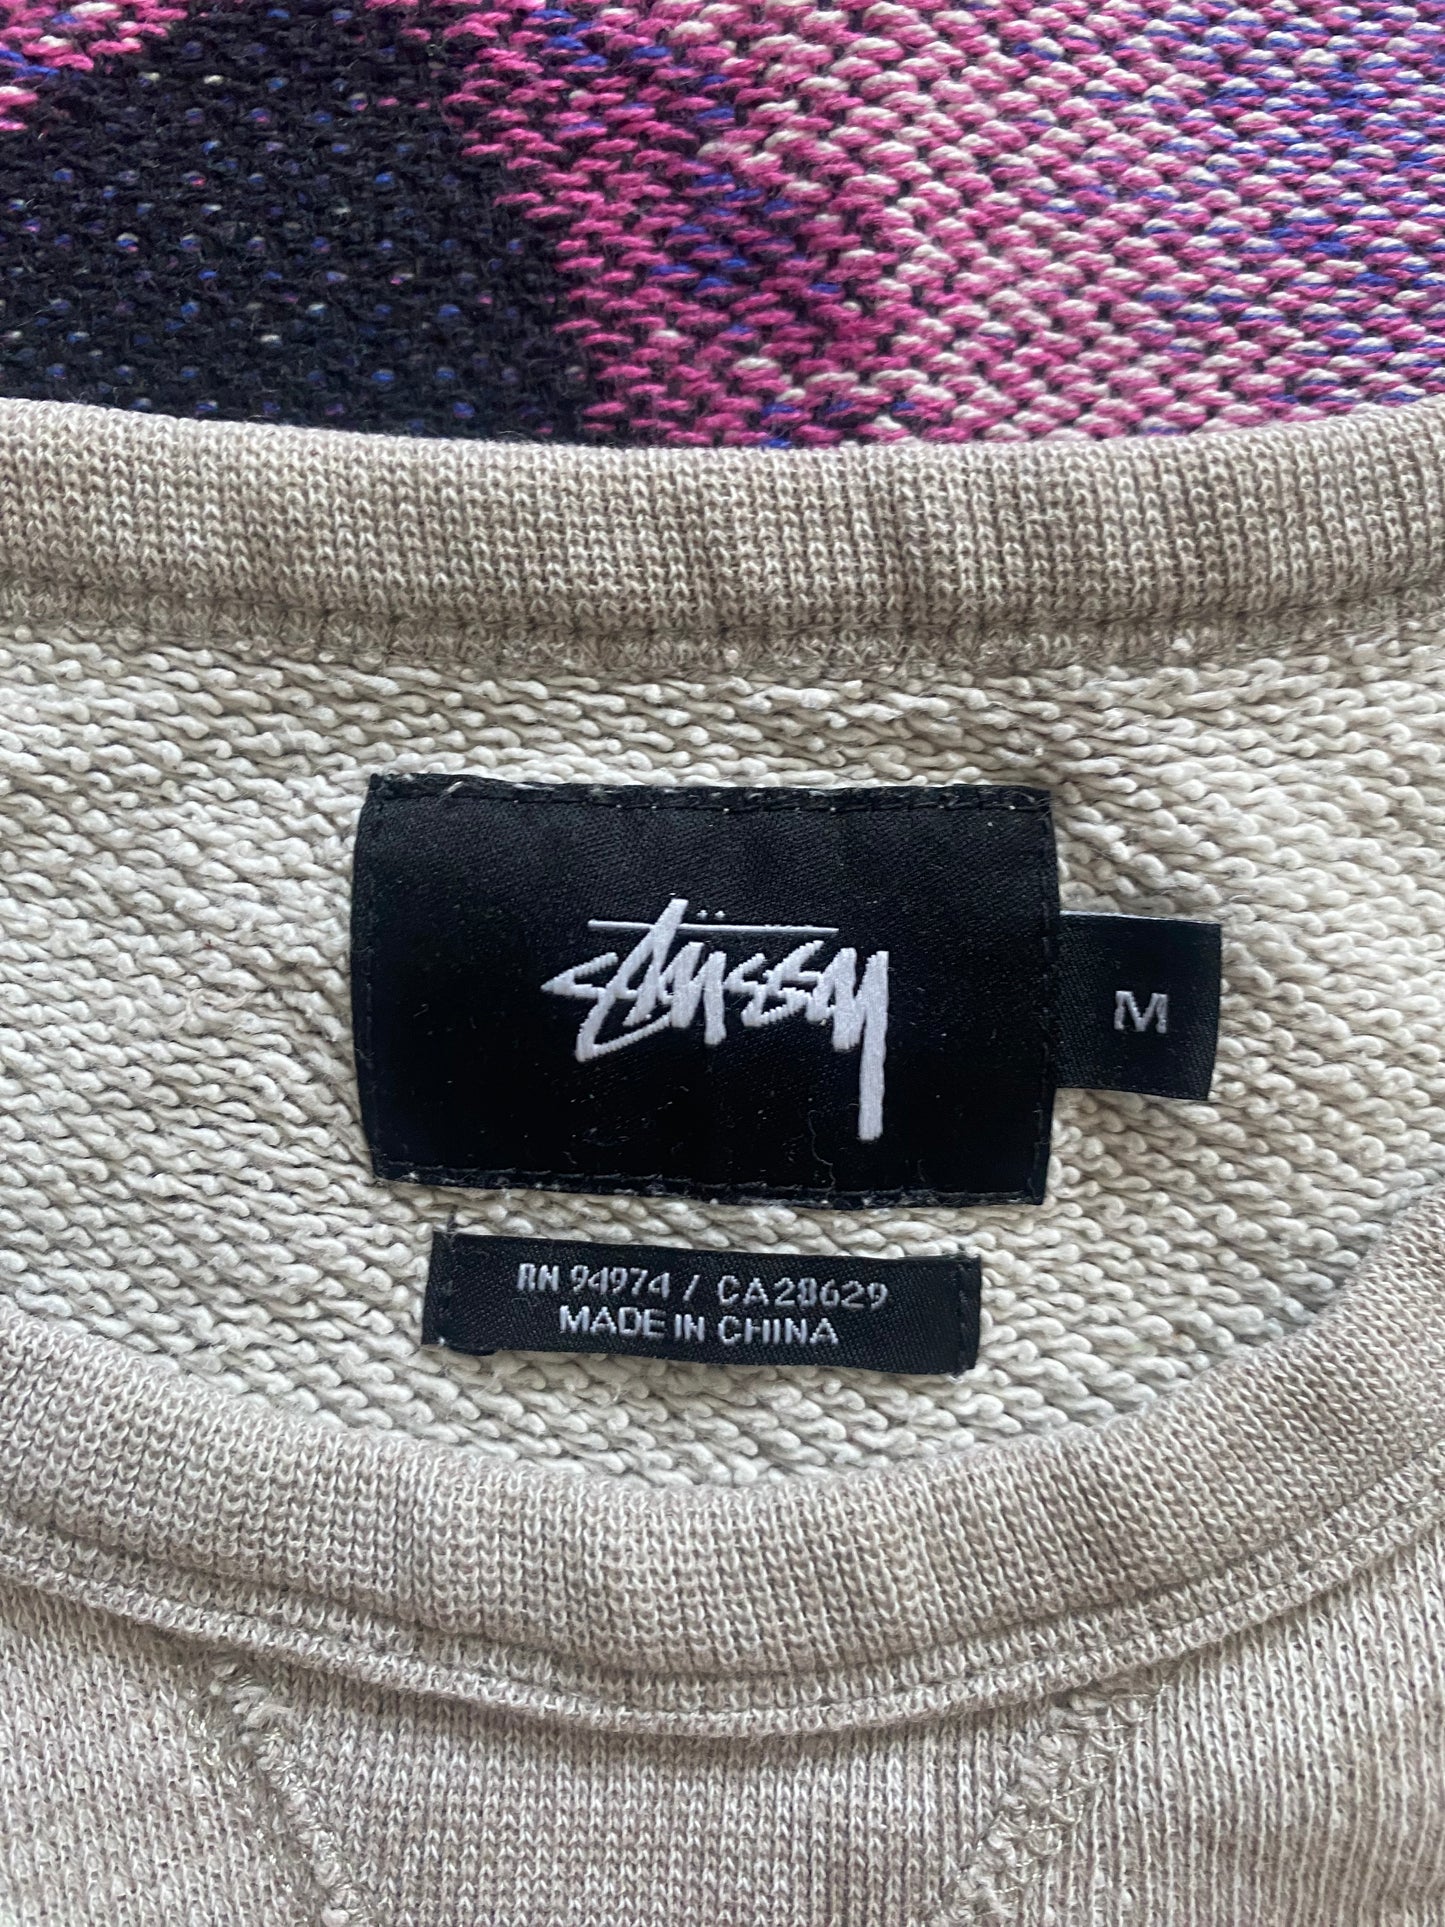 Stüssy
M
RN 94974 / CA28629
MADE IN CHINA